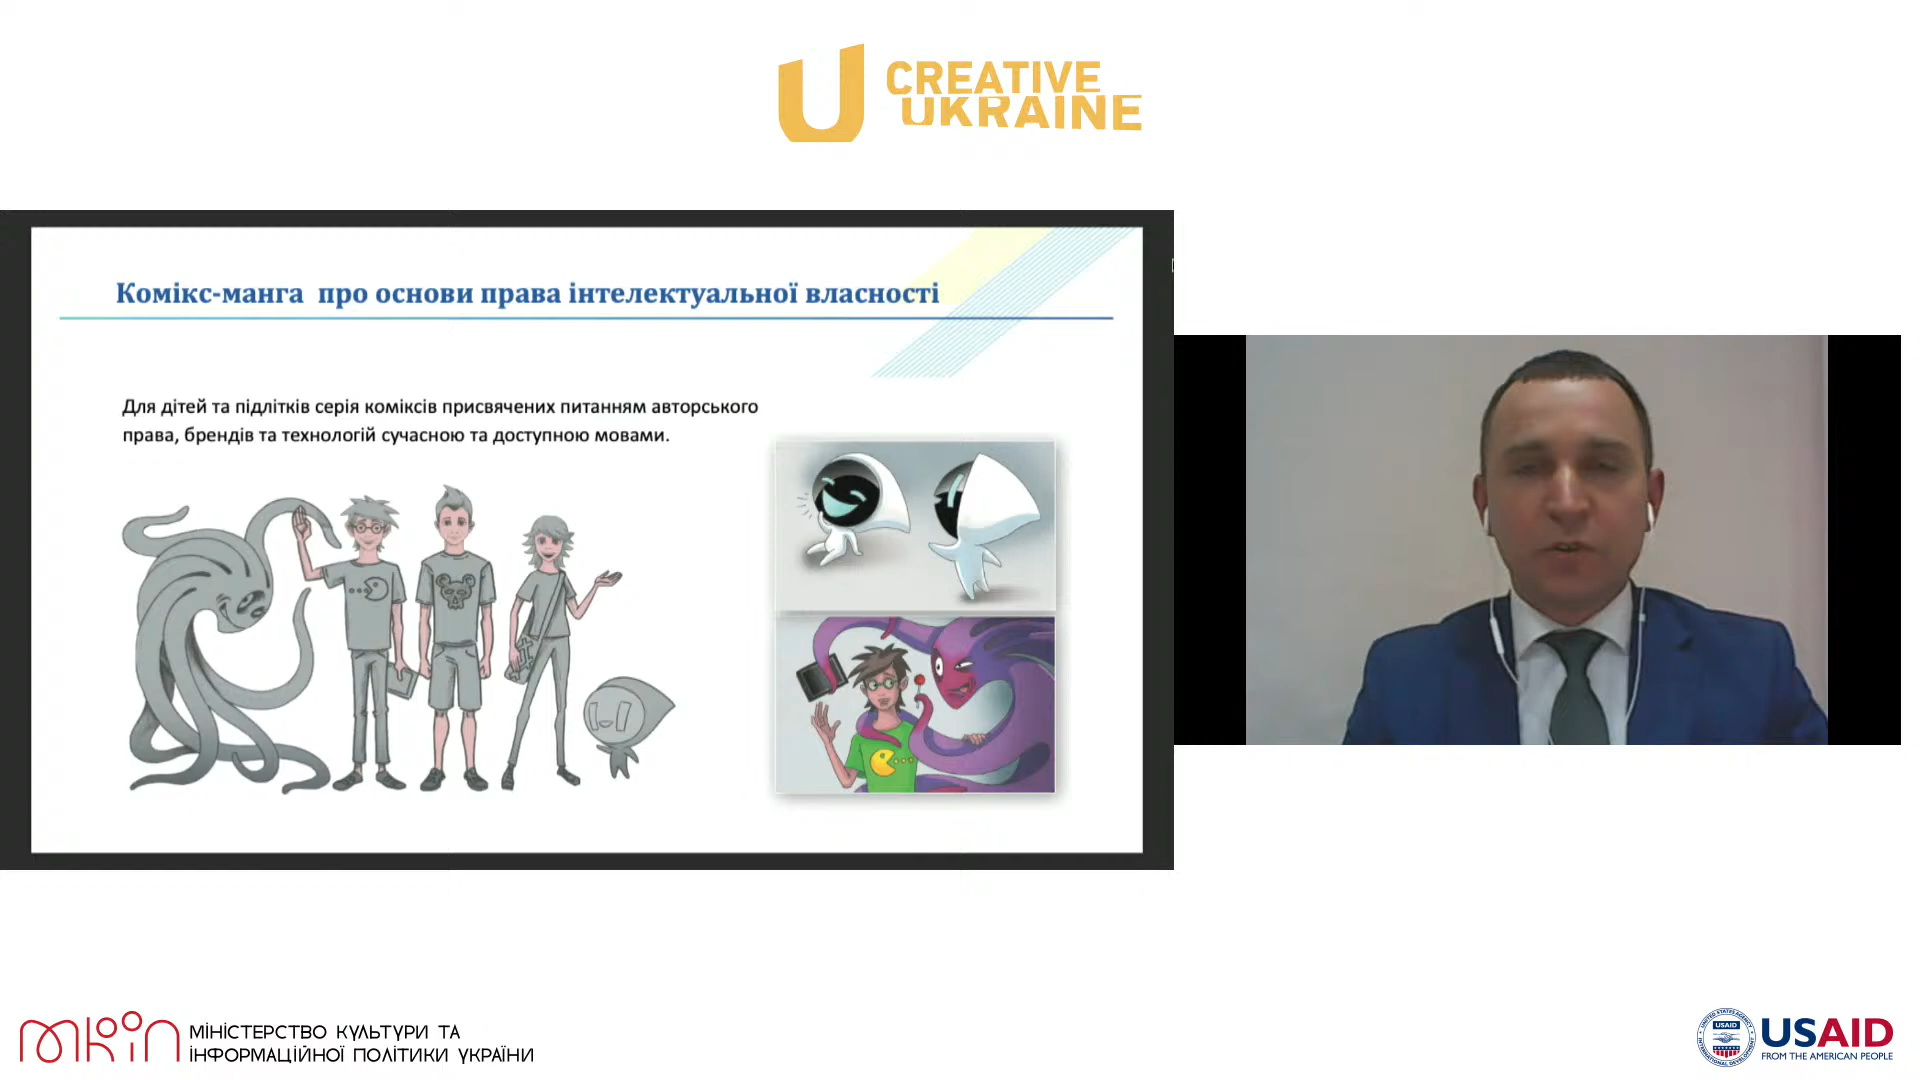 CREATIVE
UKRAINE
Комікс-манга про основи права інтелектуальної власності
Для дітей та підлітків серія коміксів присвячених питанням авторського
права, брендів та технологій сучасною та доступною мовами.
МІНІСТЕРСТВО КУЛЬТУРИ ТА
ІНФОРМАЦІЙНОЇ ПОЛІТИКИ УКРАЇНИ
USAID
USAID
FROM THE AMERICAN PEOPLE